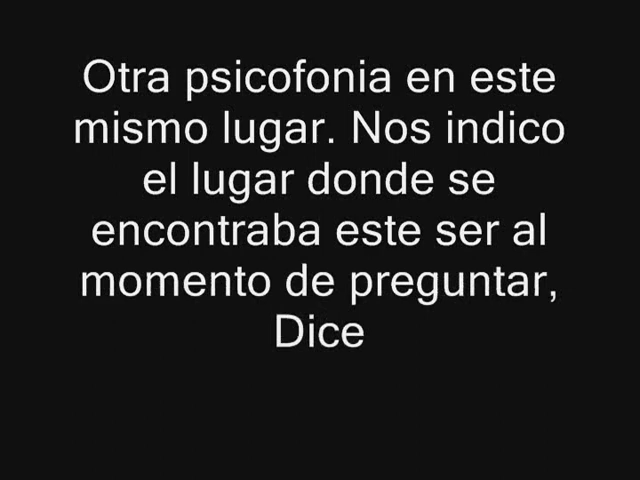 Otra psicofonia en este
mismo lugar. Nos indico
el lugar donde se
encontraba este ser al
momento de preguntar,
Dice